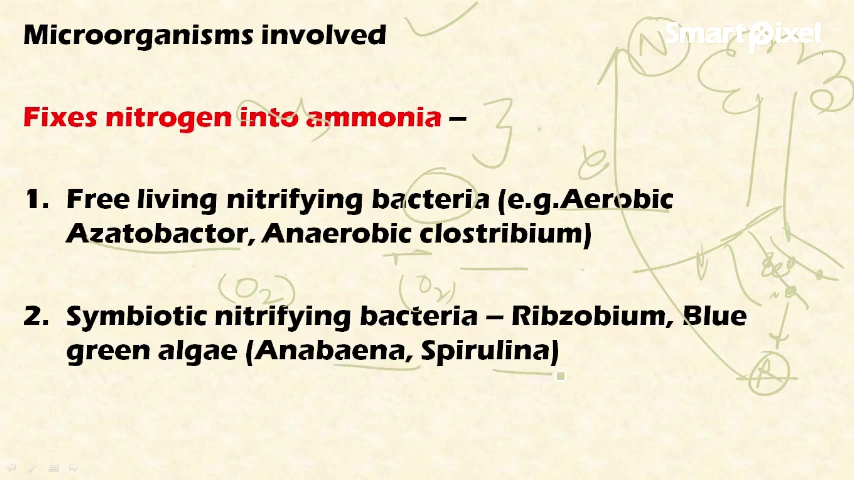 Microorganisms involved
SmartPixel
N
Fixes nitrogen into ammonia –
1. Free living nitrifying bacteria (e.g.Aerobic
Azatobactor, Anaerobic clostribium)
(O2) (O2)
2. Symbiotic nitrifying bacteria – Ribzobium, Blue
green algae (Anabaena, Spirulina)